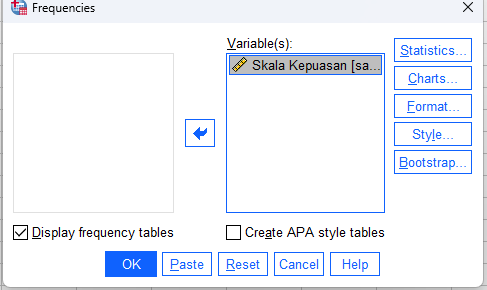 Frequencies
Variable(s):
Skala Kepuasan [sa...
Statistics...
Charts...
Format...
Style...
Bootstrap...
Display frequency tables
Create APA style tables
OK
Paste
Reset
Cancel
Help